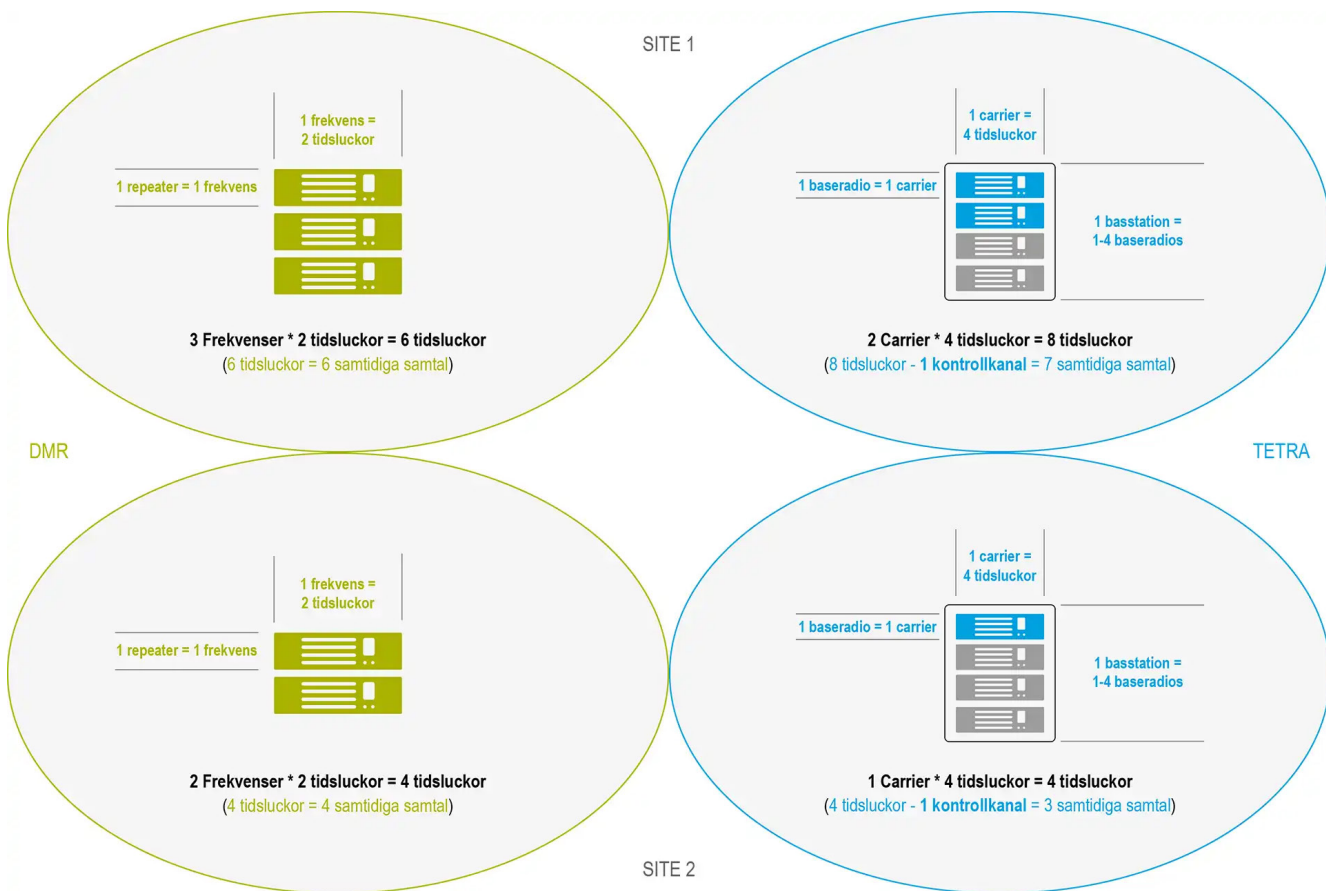 SITE 1
1 frekvens =
2 tidsluckor
1 repeater = 1 frekvens
3 Frekvenser * 2 tidsluckor = 6 tidsluckor
(6 tidsluckor = 6 samtidiga samtal)
1 carrier =
4 tidsluckor
1 baseradio = 1 carrier
1 basstation =
1-4 baseradios
2 Carrier * 4 tidsluckor = 8 tidsluckor
(8 tidsluckor - 1 kontrollkanal = 7 samtidiga samtal)
DMR
TETRA
1 frekvens =
2 tidsluckor
1 repeater = 1 frekvens
2 Frekvenser * 2 tidsluckor = 4 tidsluckor
(4 tidsluckor = 4 samtidiga samtal)
1 carrier =
4 tidsluckor
1 baseradio = 1 carrier
1 basstation =
1-4 baseradios
1 Carrier * 4 tidsluckor = 4 tidsluckor
(4 tidsluckor - 1 kontrollkanal = 3 samtidiga samtal)
SITE 2